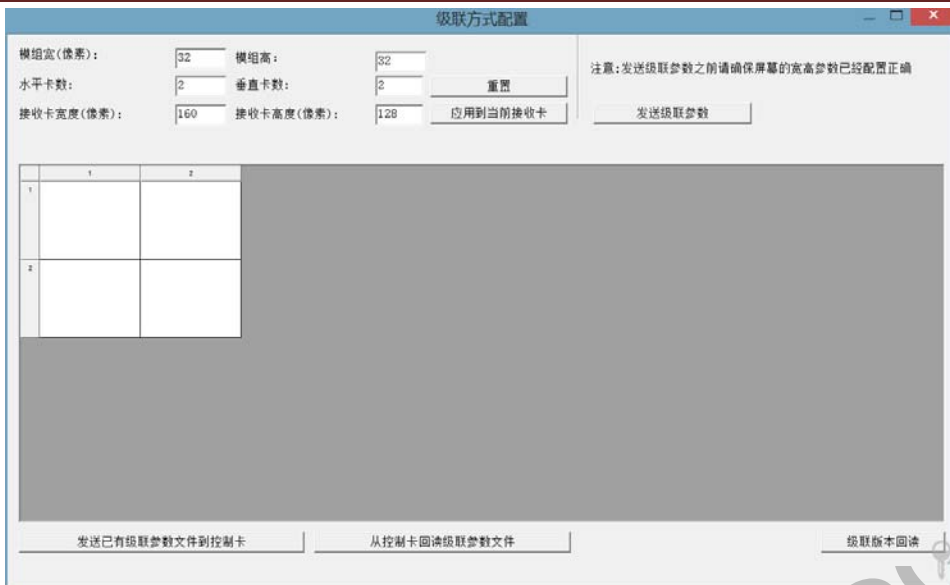 级联方式配置
模组宽(像素): 32 模组高: 32
注意:发送级联参数之前请确保屏幕的宽高参数已经配置正确
水平卡数: 2 垂直卡数: 2 重置
接收卡宽度(像素): 160 接收卡高度(像素): 128 应用到当前接收卡 发送级联参数
1 2
1
2
发送已有级联参数文件到控制卡 从控制卡回读级联参数文件 级联版本回读